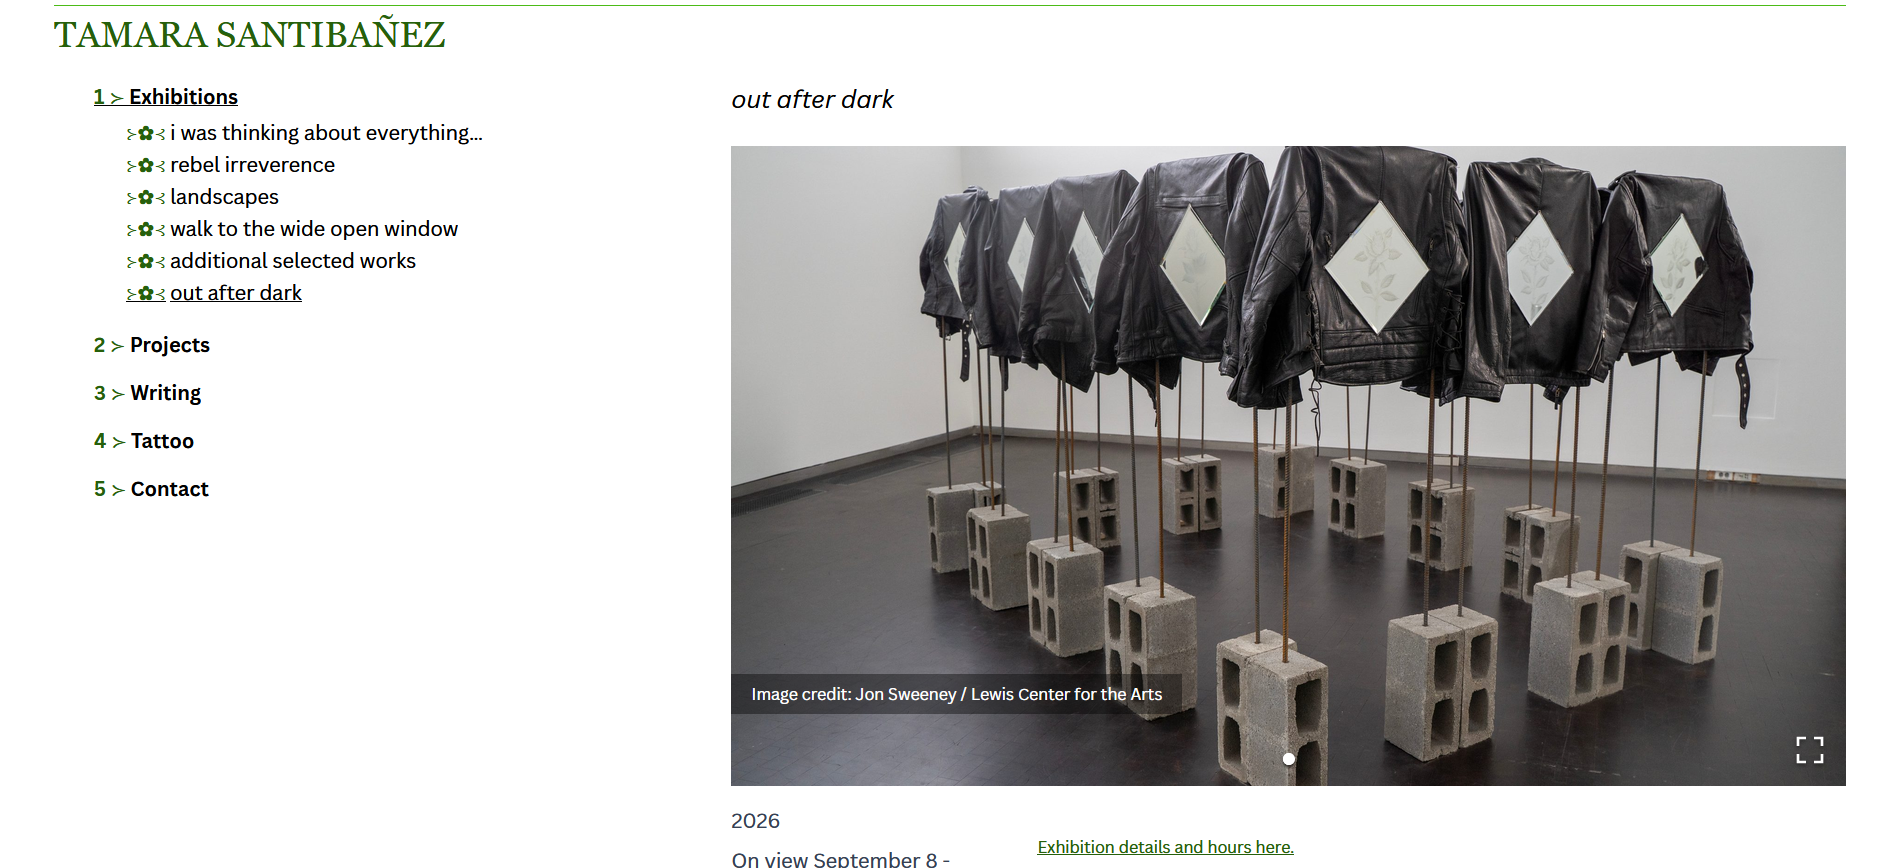 TAMARA SANTIBAÑEZ
1 ≻ Exhibitions
≻✿≺ i was thinking about everything...
≻✿≺ rebel irreverence
≻✿≺ landscapes
≻✿≺ walk to the wide open window
≻✿≺ additional selected works
≻✿≺ out after dark
2 ≻ Projects
3 ≻ Writing
4 ≻ Tattoo
5 ≻ Contact
out after dark
Image credit: Jon Sweeney / Lewis Center for the Arts
2026
On view September 8 -
Exhibition details and hours here.